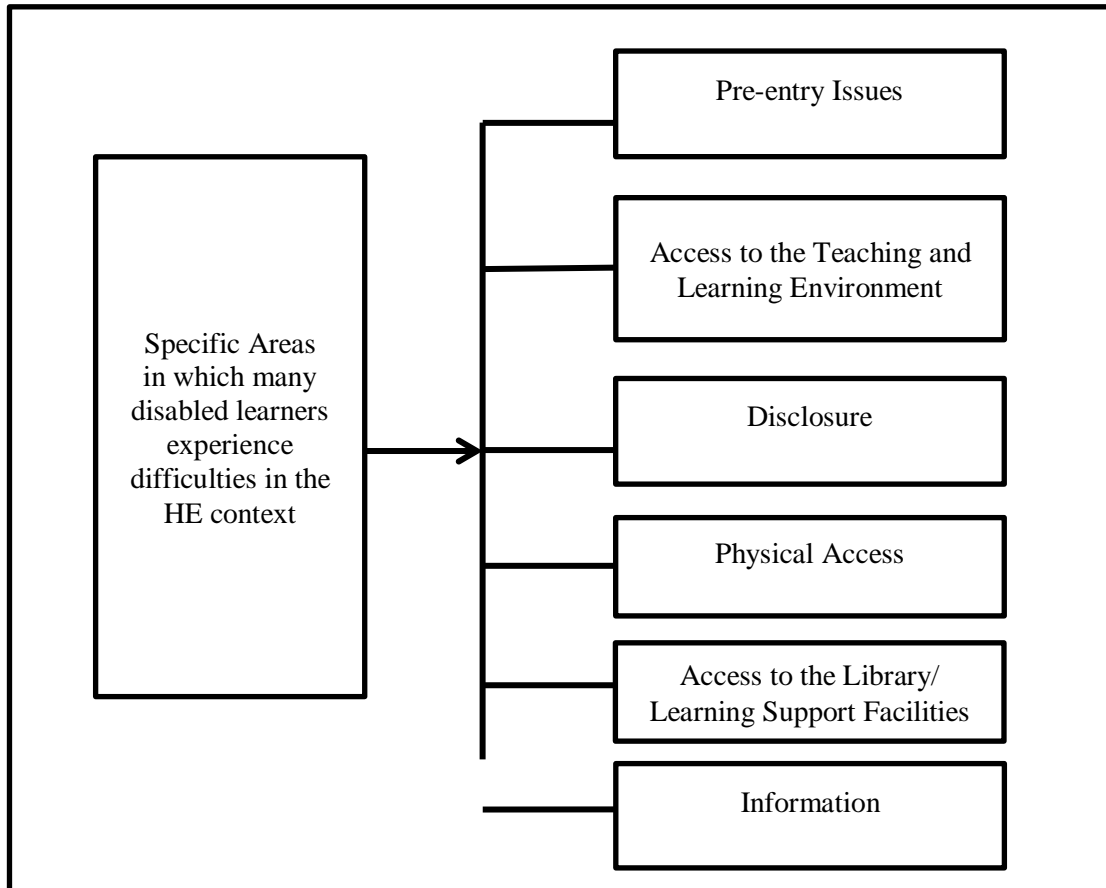 Pre-entry Issues
Access to the Teaching and
Learning Environment
Specific Areas
in which many
disabled learners
experience
difficulties in the
HE context
Disclosure
Physical Access
Access to the Library/
Learning Support Facilities
Information